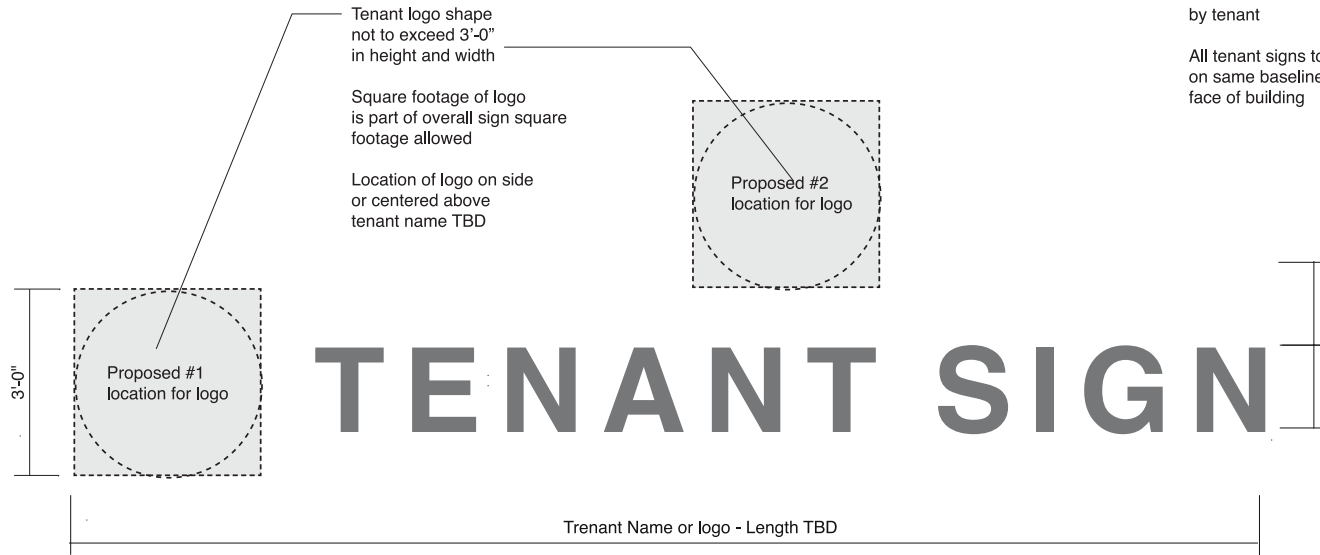 Tenant logo shape
not to exceed 3’-0”
in height and width
Square footage of logo
is part of overall sign square
footage allowed
Location of logo on side
or centered above
tenant name TBD
by tenant
All tenant signs to
on same baseline
face of building
Proposed #2
location for logo
3'-0"
Proposed #1
location for logo
TENANT SIGN
Trenant Name or logo - Length TBD